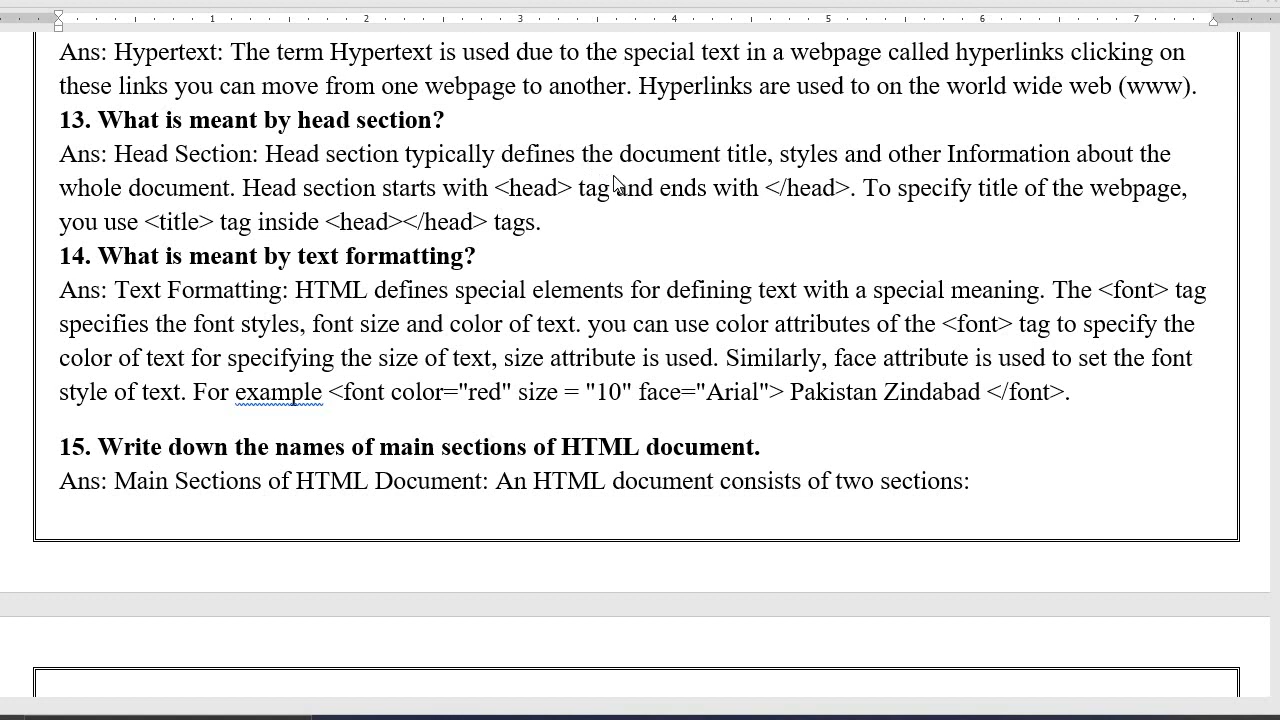 1 2 3 4 5 6 7
Ans: Hypertext: The term Hypertext is used due to the special text in a webpage called hyperlinks clicking on
these links you can move from one webpage to another. Hyperlinks are used to on the world wide web (www).
13. What is meant by head section?
Ans: Head Section: Head section typically defines the document title, styles and other Information about the
whole document. Head section starts with <head> tag and ends with </head>. To specify title of the webpage,
you use <title> tag inside <head></head> tags.
14. What is meant by text formatting?
Ans: Text Formatting: HTML defines special elements for defining text with a special meaning. The <font> tag
specifies the font styles, font size and color of text. you can use color attributes of the <font> tag to specify the
color of text for specifying the size of text, size attribute is used. Similarly, face attribute is used to set the font
style of text. For example <font color="red" size = "10" face="Arial"> Pakistan Zindabad </font>.
15. Write down the names of main sections of HTML document.
Ans: Main Sections of HTML Document: An HTML document consists of two sections: